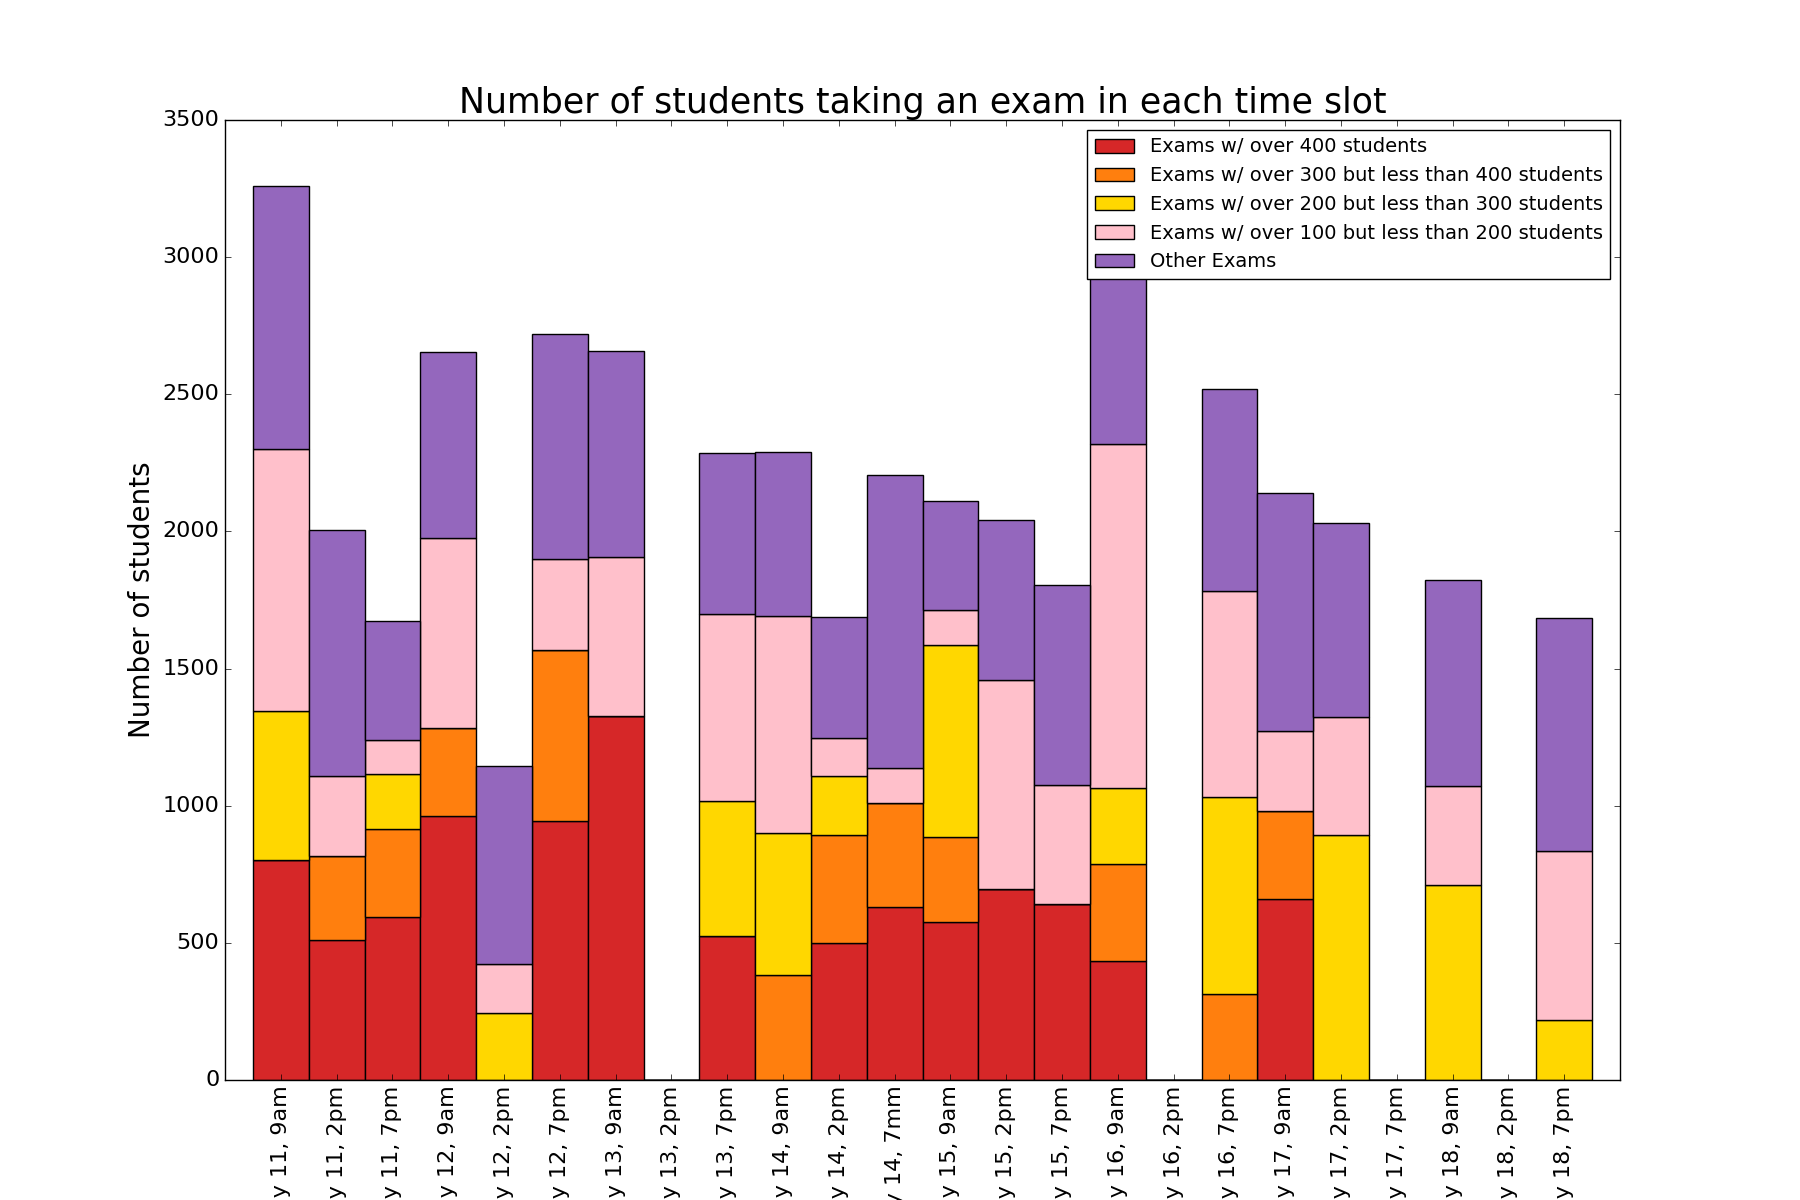 Number of students taking an exam in each time slot
3500
3000
2500
2000
1500
1000
500
0
Number of students
Exams w/ over 400 students
Exams w/ over 300 but less than 400 students
Exams w/ over 200 but less than 300 students
Exams w/ over 100 but less than 200 students
Other Exams
y 11, 9am
y 11, 2pm
y 11, 7pm
y 12, 9am
y 12, 2pm
y 12, 7pm
y 13, 9am
y 13, 2pm
y 13, 7pm
y 14, 9am
y 14, 2pm
y 14, 7mm
y 15, 9am
y 15, 2pm
y 15, 7pm
y 16, 9am
y 16, 2pm
y 16, 7pm
y 17, 9am
y 17, 2pm
y 17, 7pm
y 18, 9am
y 18, 2pm
y 18, 7pm